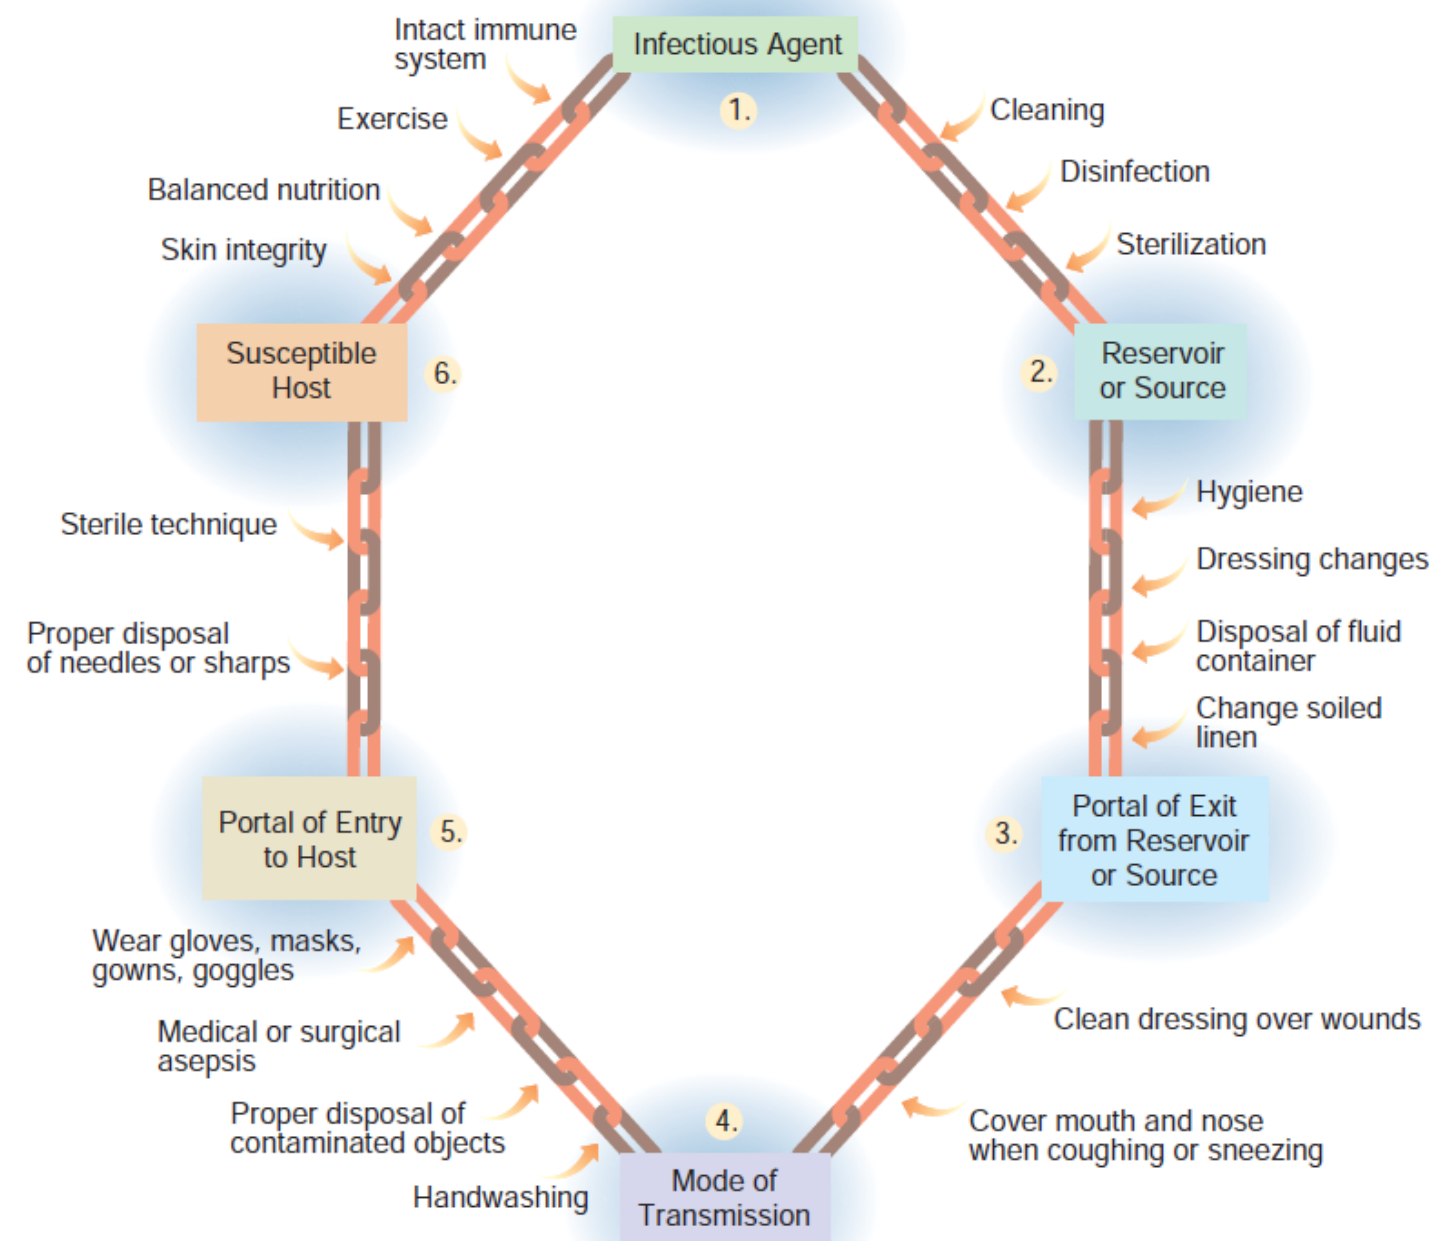 Infectious Agent
1.
Cleaning
Disinfection
Sterilization
Reservoir
or Source
2.
Hygiene
Dressing changes
Disposal of fluid
container
Change soiled
linen
Portal of Exit
from Reservoir
or Source
3.
Clean dressing over wounds
Cover mouth and nose
when coughing or sneezing
4.
Mode of
Transmission
Handwashing
Proper disposal of
contaminated objects
Medical or surgical
asepsis
Wear gloves, masks,
gowns, goggles
Portal of Entry
to Host
5.
Proper disposal
of needles or sharps
Sterile technique
Susceptible
Host
6.
Skin integrity
Balanced nutrition
Exercise
Intact immune
system